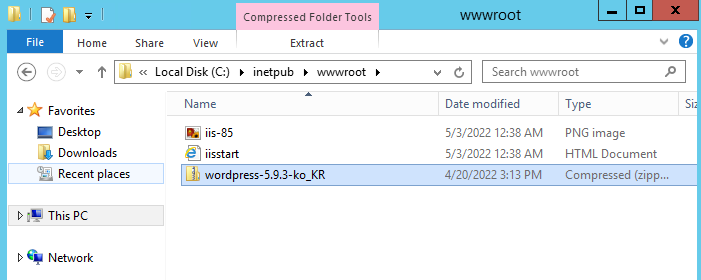 Compressed Folder Tools wwwroot
File Home Share View Extract
« Local Disk (C:) inetpub wwwroot Search wwwroot
Name Date modified Type Siz
Favorites
Desktop
Downloads
Recent places
This PC
Network
iis-85 5/3/2022 12:38 AM PNG image
iisstart 5/3/2022 12:38 AM HTML Document
wordpress-5.9.3-ko_KR 4/20/2022 3:13 PM Compressed (zipp...